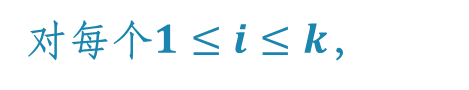 对每个1 ≤ i ≤ k,